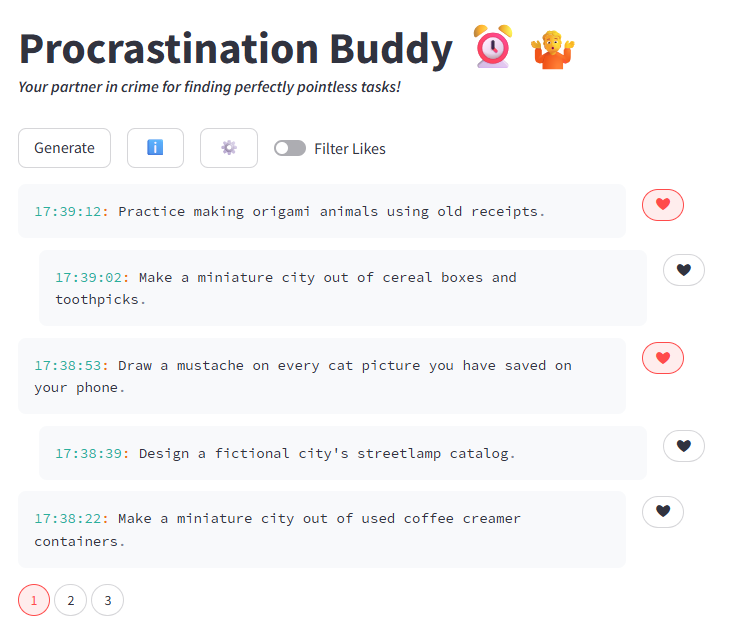 Procrastination Buddy ⏰ 🤷
Your partner in crime for finding perfectly pointless tasks!
Generate ℹ️ ⚙️ Filter Likes
17:39:12: Practice making origami animals using old receipts.
17:39:02: Make a miniature city out of cereal boxes and
toothpicks.
17:38:53: Draw a mustache on every cat picture you have saved on
your phone.
17:38:39: Design a fictional city's streetlamp catalog.
17:38:22: Make a miniature city out of used coffee creamer
containers.
1 2 3